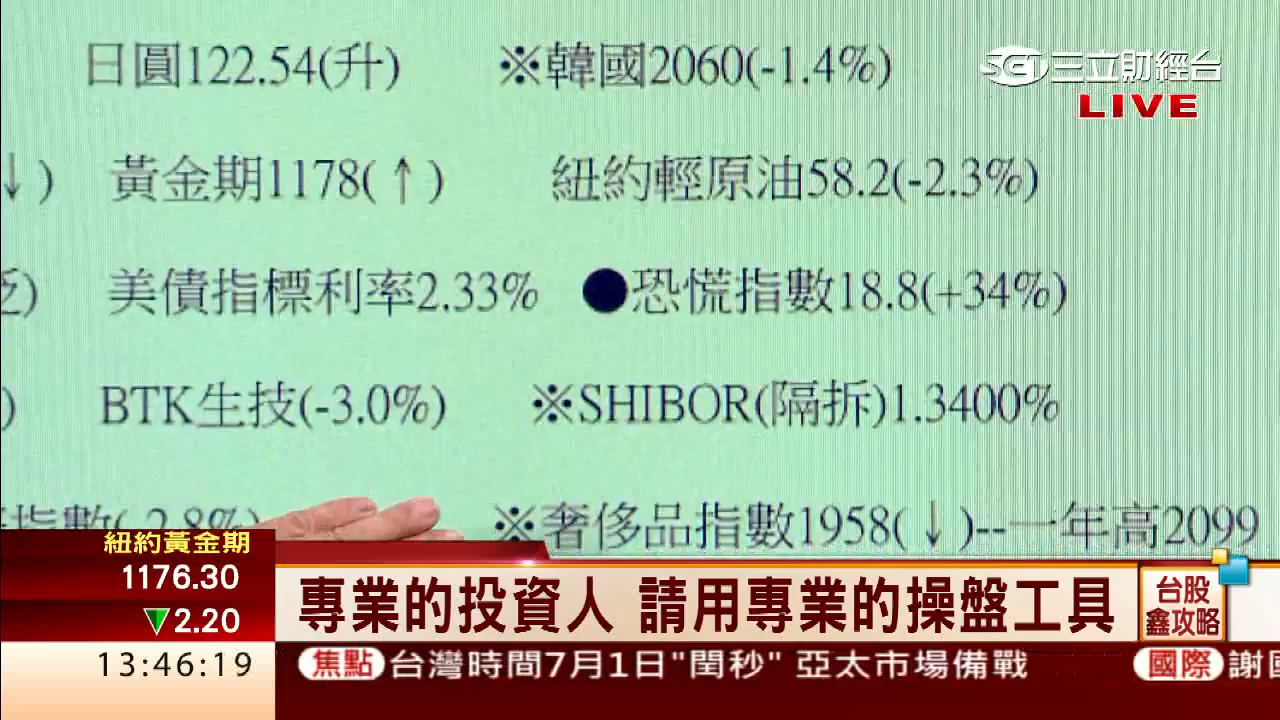 日圓122.54(升) ※韓國2060(-1.4%)
三立財經台
LIVE
↓) 黃金期1178(↑) 紐約輕原油58.2(-2.3%)
美債指標利率2.33% ●恐慌指數18.8(+34%)
) BTK生技(-3.0%) ※SHIBOR(隔拆)1.3400%
指數(-2.8%) ※奢侈品指數1958(↓)--一年高2099
紐約黃金期
1176.30
▼2.20
13:46:19
專業的投資人 請用專業的操盤工具
台股
鑫攻略
焦點 台灣時間7月1日"閏秒" 亞太市場備戰 國際 謝